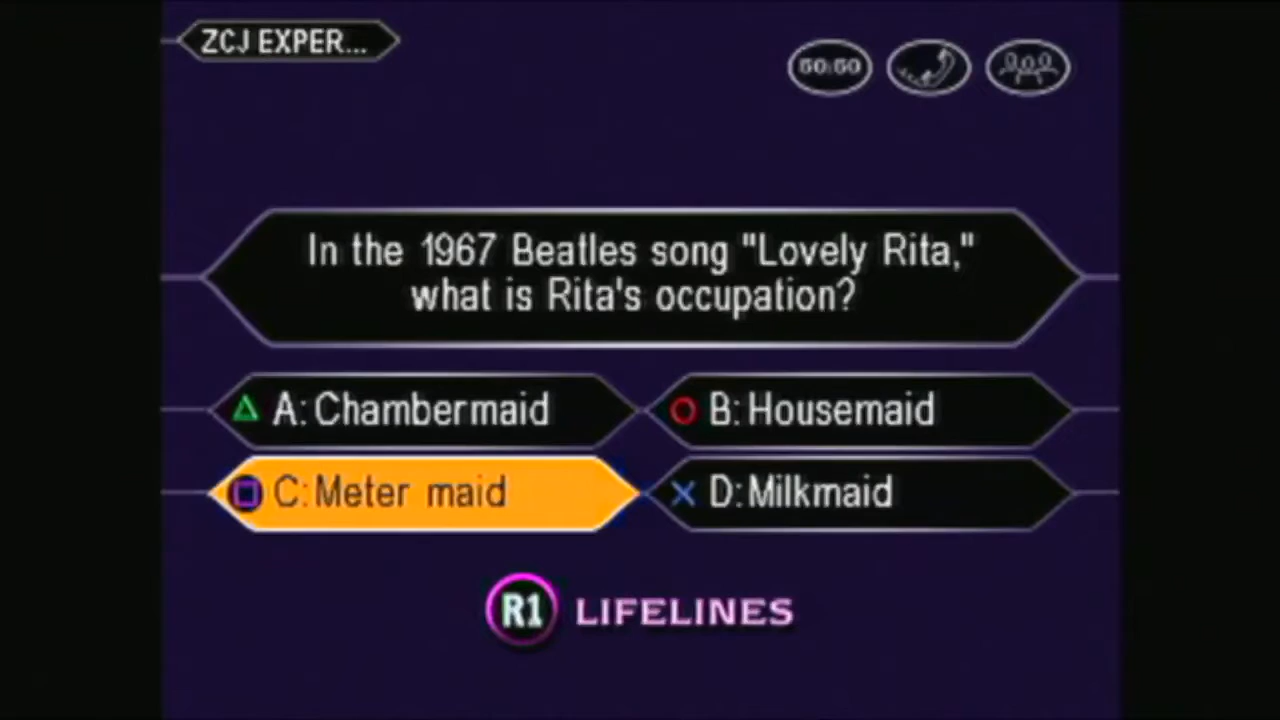 ZCJ EXPER...
50:50
In the 1967 Beatles song "Lovely Rita,"
what is Rita's occupation?
A: Chambermaid
B: Housemaid
C: Meter maid
D: Milkmaid
R1 LIFELINES